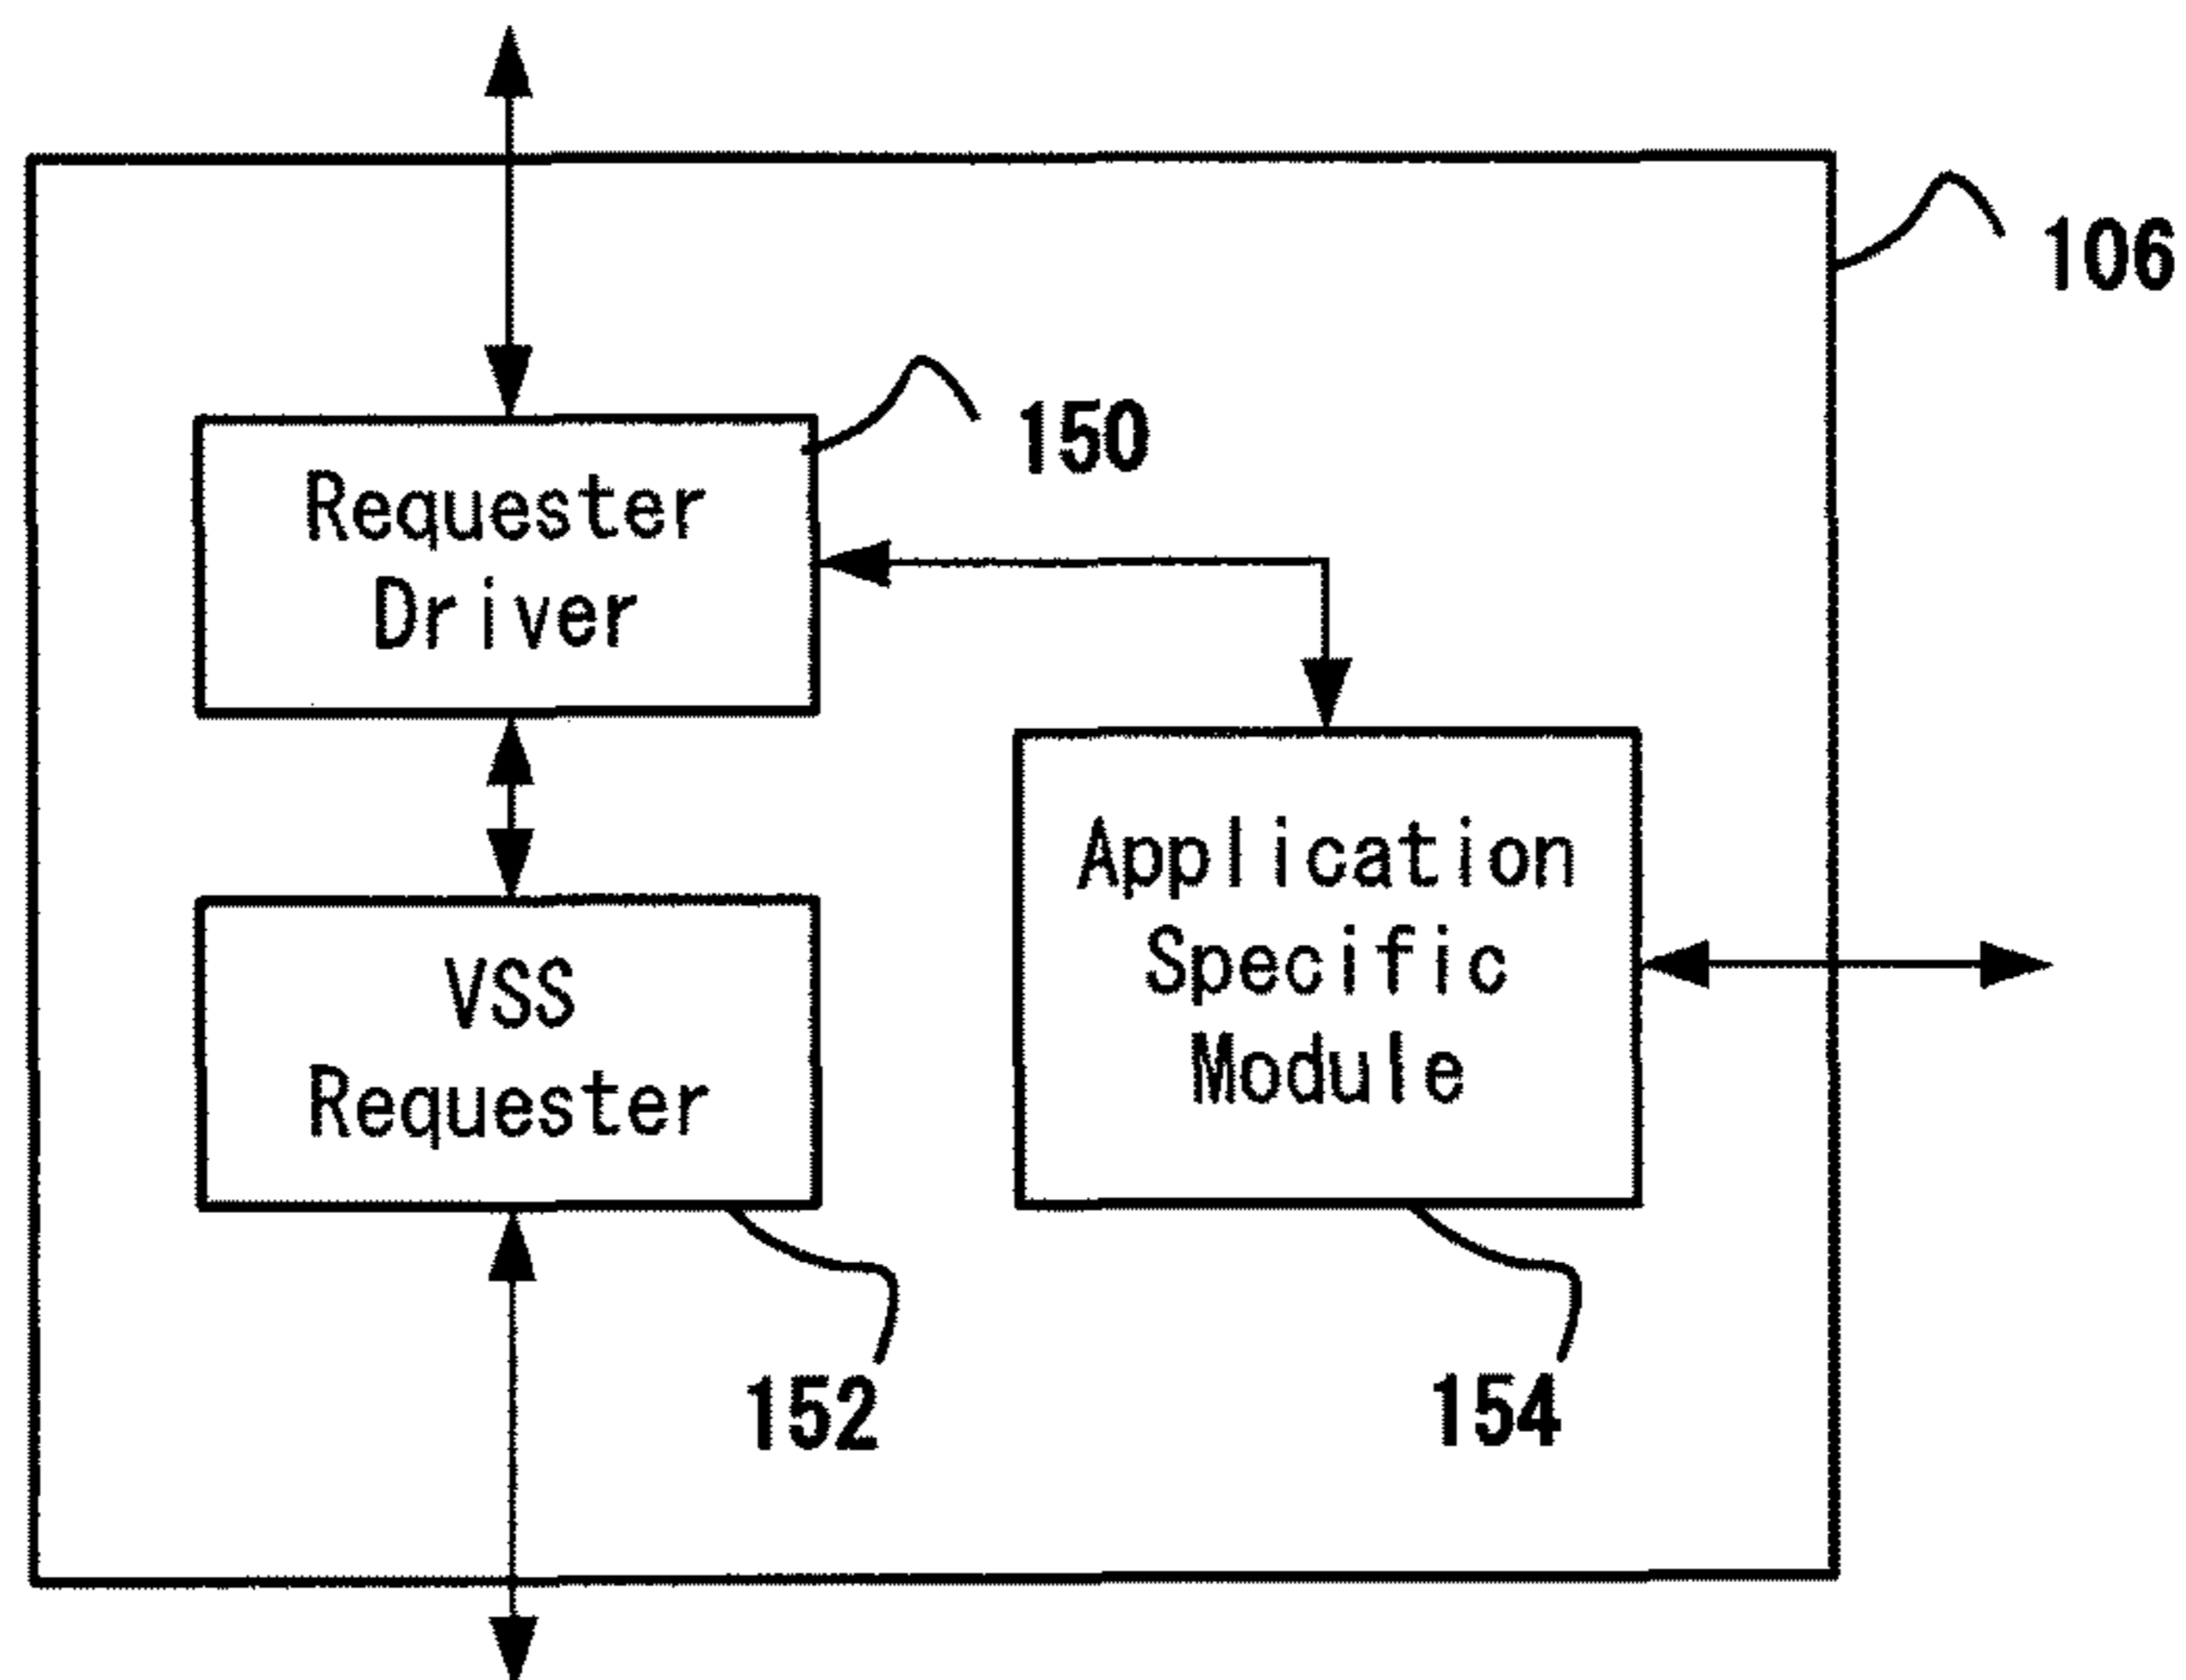 106
150
Requester
Driver
Application
Specific
Module
VSS
Requester
152
154